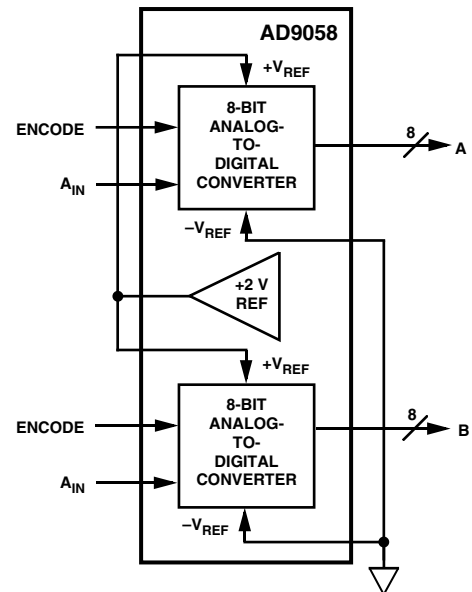 AD9058
+VREF
8-BIT
ANALOG-
TO-
DIGITAL
CONVERTER
ENCODE
AIN
8
A
−VREF
+2 V
REF
+VREF
8-BIT
ANALOG-
TO-
DIGITAL
CONVERTER
ENCODE
AIN
8
B
−VREF